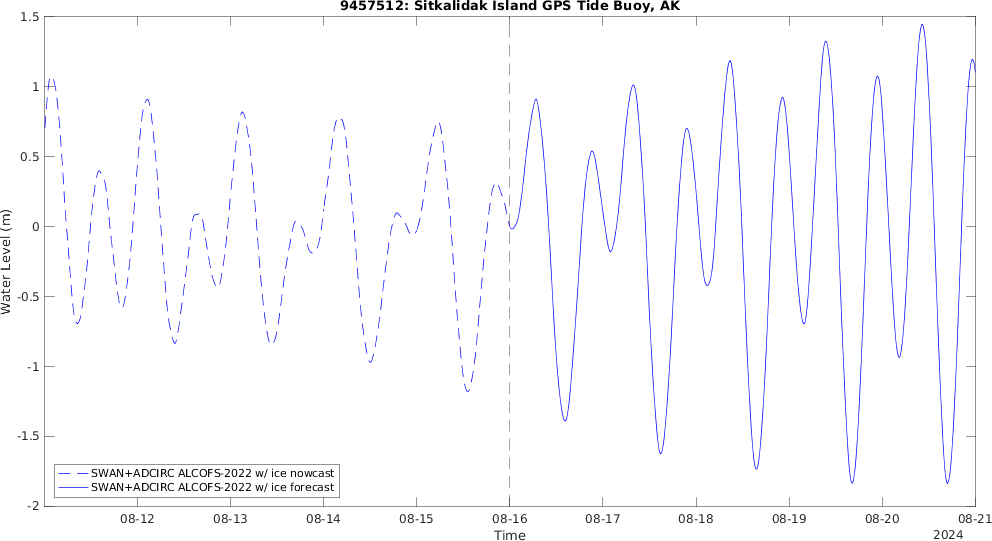 9457512: Sitkalidak Island GPS Tide Buoy, AK
1.5
1
0.5
0
-0.5
-1
-1.5
-2
Water Level (m)
SWAN+ADCIRC ALCOFS-2022 w/ ice nowcast
SWAN+ADCIRC ALCOFS-2022 w/ ice forecast
08-12 08-13 08-14 08-15 08-16 08-17 08-18 08-19 08-20 08-21
Time
2024